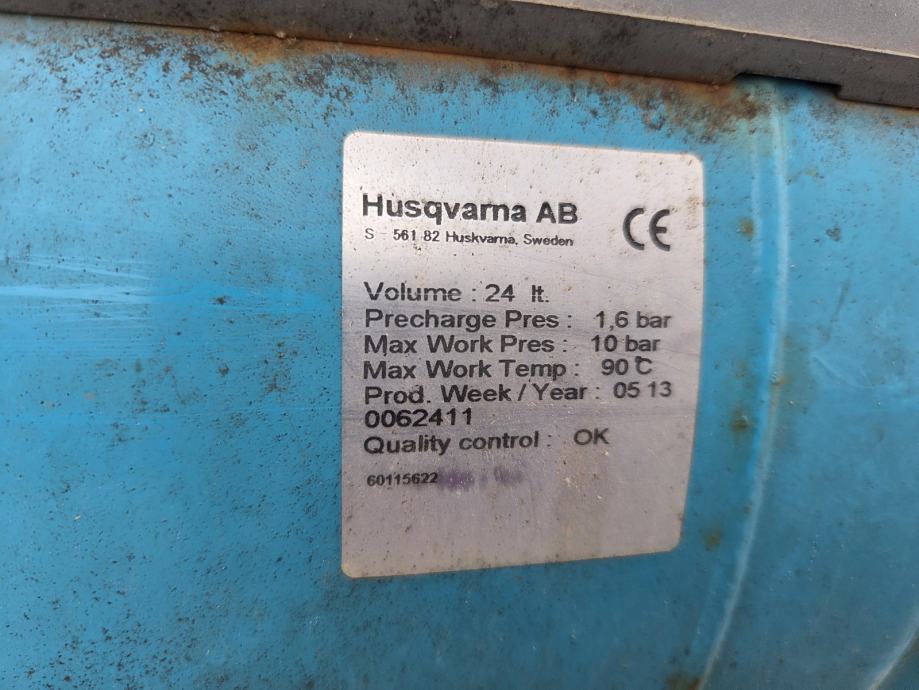 Husqvarna AB
S - 561 82 Huskvarna, Sweden
CE
Volume : 24 lt.
Precharge Pres : 1,6 bar
Max Work Pres : 10 bar
Max Work Temp : 90 °C
Prod. Week / Year : 05 13
0062411
Quality control : OK
60115622